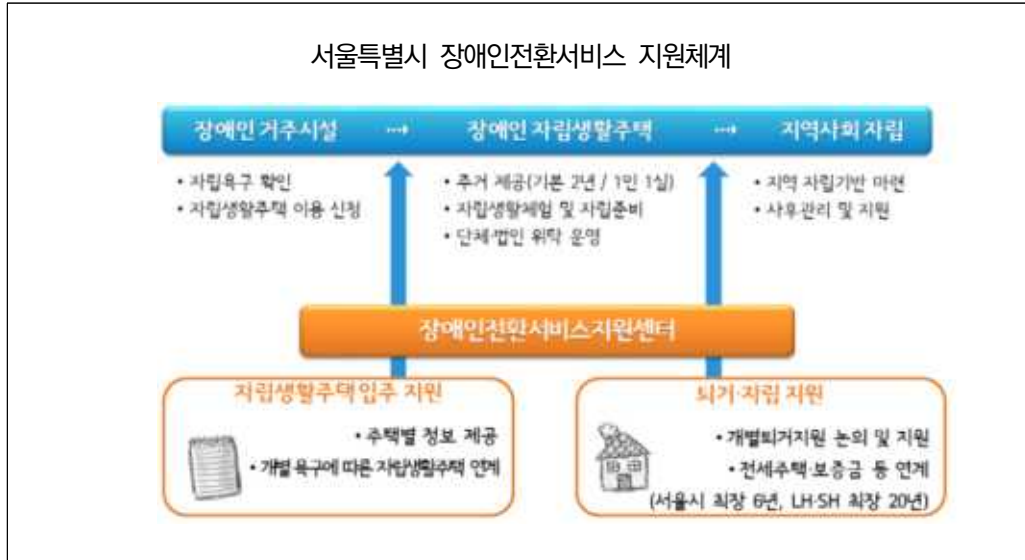 서울특별시 장애인전환서비스 지원체계
장애인 거주시설 ⇢ 장애인 자립생활주택 ⇢ 지역사회 자립
• 자립욕구 확인
• 자립생활주택 이용 신청
• 주거 제공(기본 2년 / 1인 1실)
• 자립생활체험 및 자립준비
• 단체·법인 위탁 운영
• 지역 자립기반 마련
• 사후관리 및 지원
장애인전환서비스지원센터
자립생활주택 입주 지원
• 주택별 정보 제공
• 개별 욕구에 따른 자립생활주택 연계
퇴거·자립 지원
• 개별퇴거지원 논의 및 지원
• 전세주택·보증금 등 연계
(서울시 최장 6년, LH·SH 최장 20년)